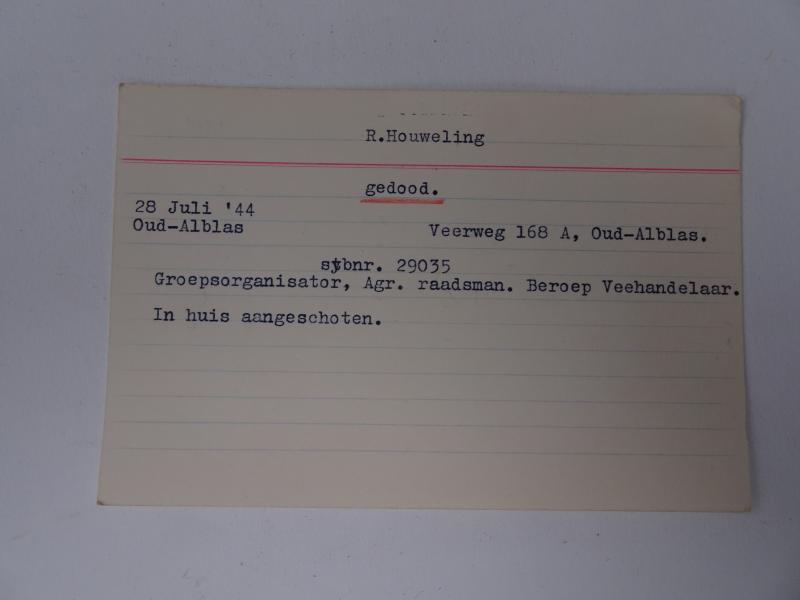 R.Houweling
gedood.
28 Juli '44
Oud-Alblas
Veerweg 168 A, Oud-Alblas.
stbnr. 29035
Groepsorganisator, Agr. raadsman. Beroep Veehandelaar.
In huis aangeschoten.